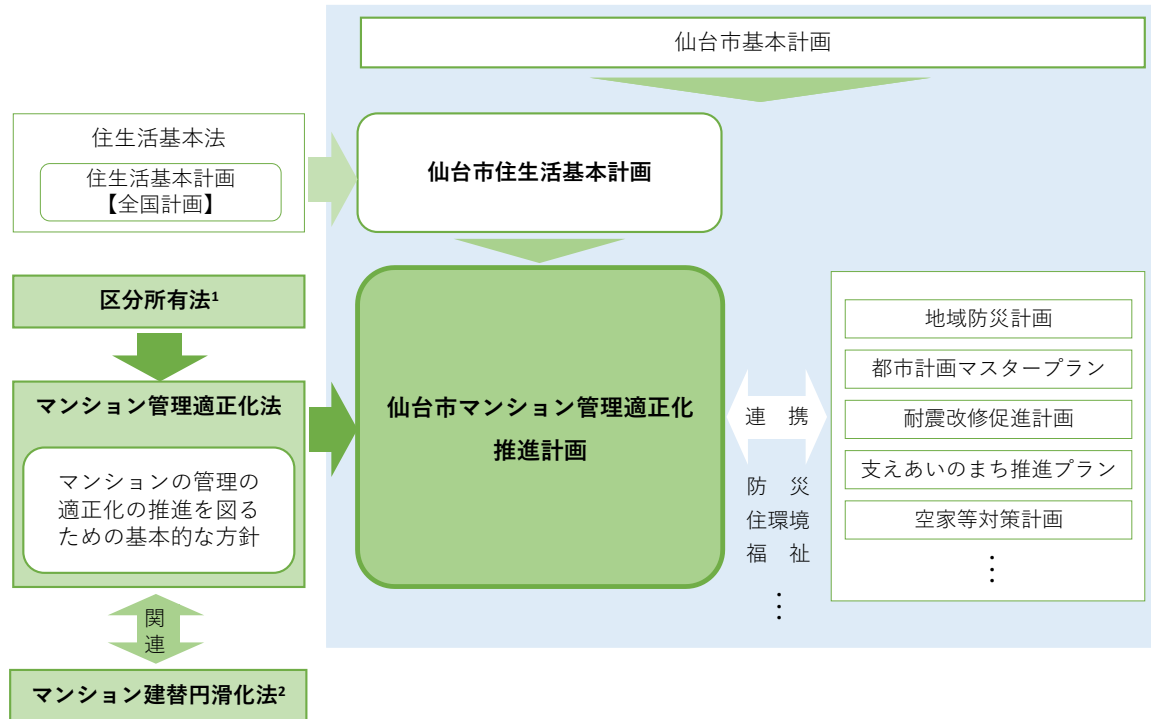 仙台市基本計画
住生活基本法
住生活基本計画
【全国計画】
仙台市住生活基本計画
区分所有法¹
マンション管理適正化法
マンションの管理の
適正化の推進を図る
ための基本的な方針
関
連
マンション建替円滑化法²
仙台市マンション管理適正化
推進計画
連 携
防 災
住環境
福 祉
⋮
地域防災計画
都市計画マスタープラン
耐震改修促進計画
支えあいのまち推進プラン
空家等対策計画
⋮